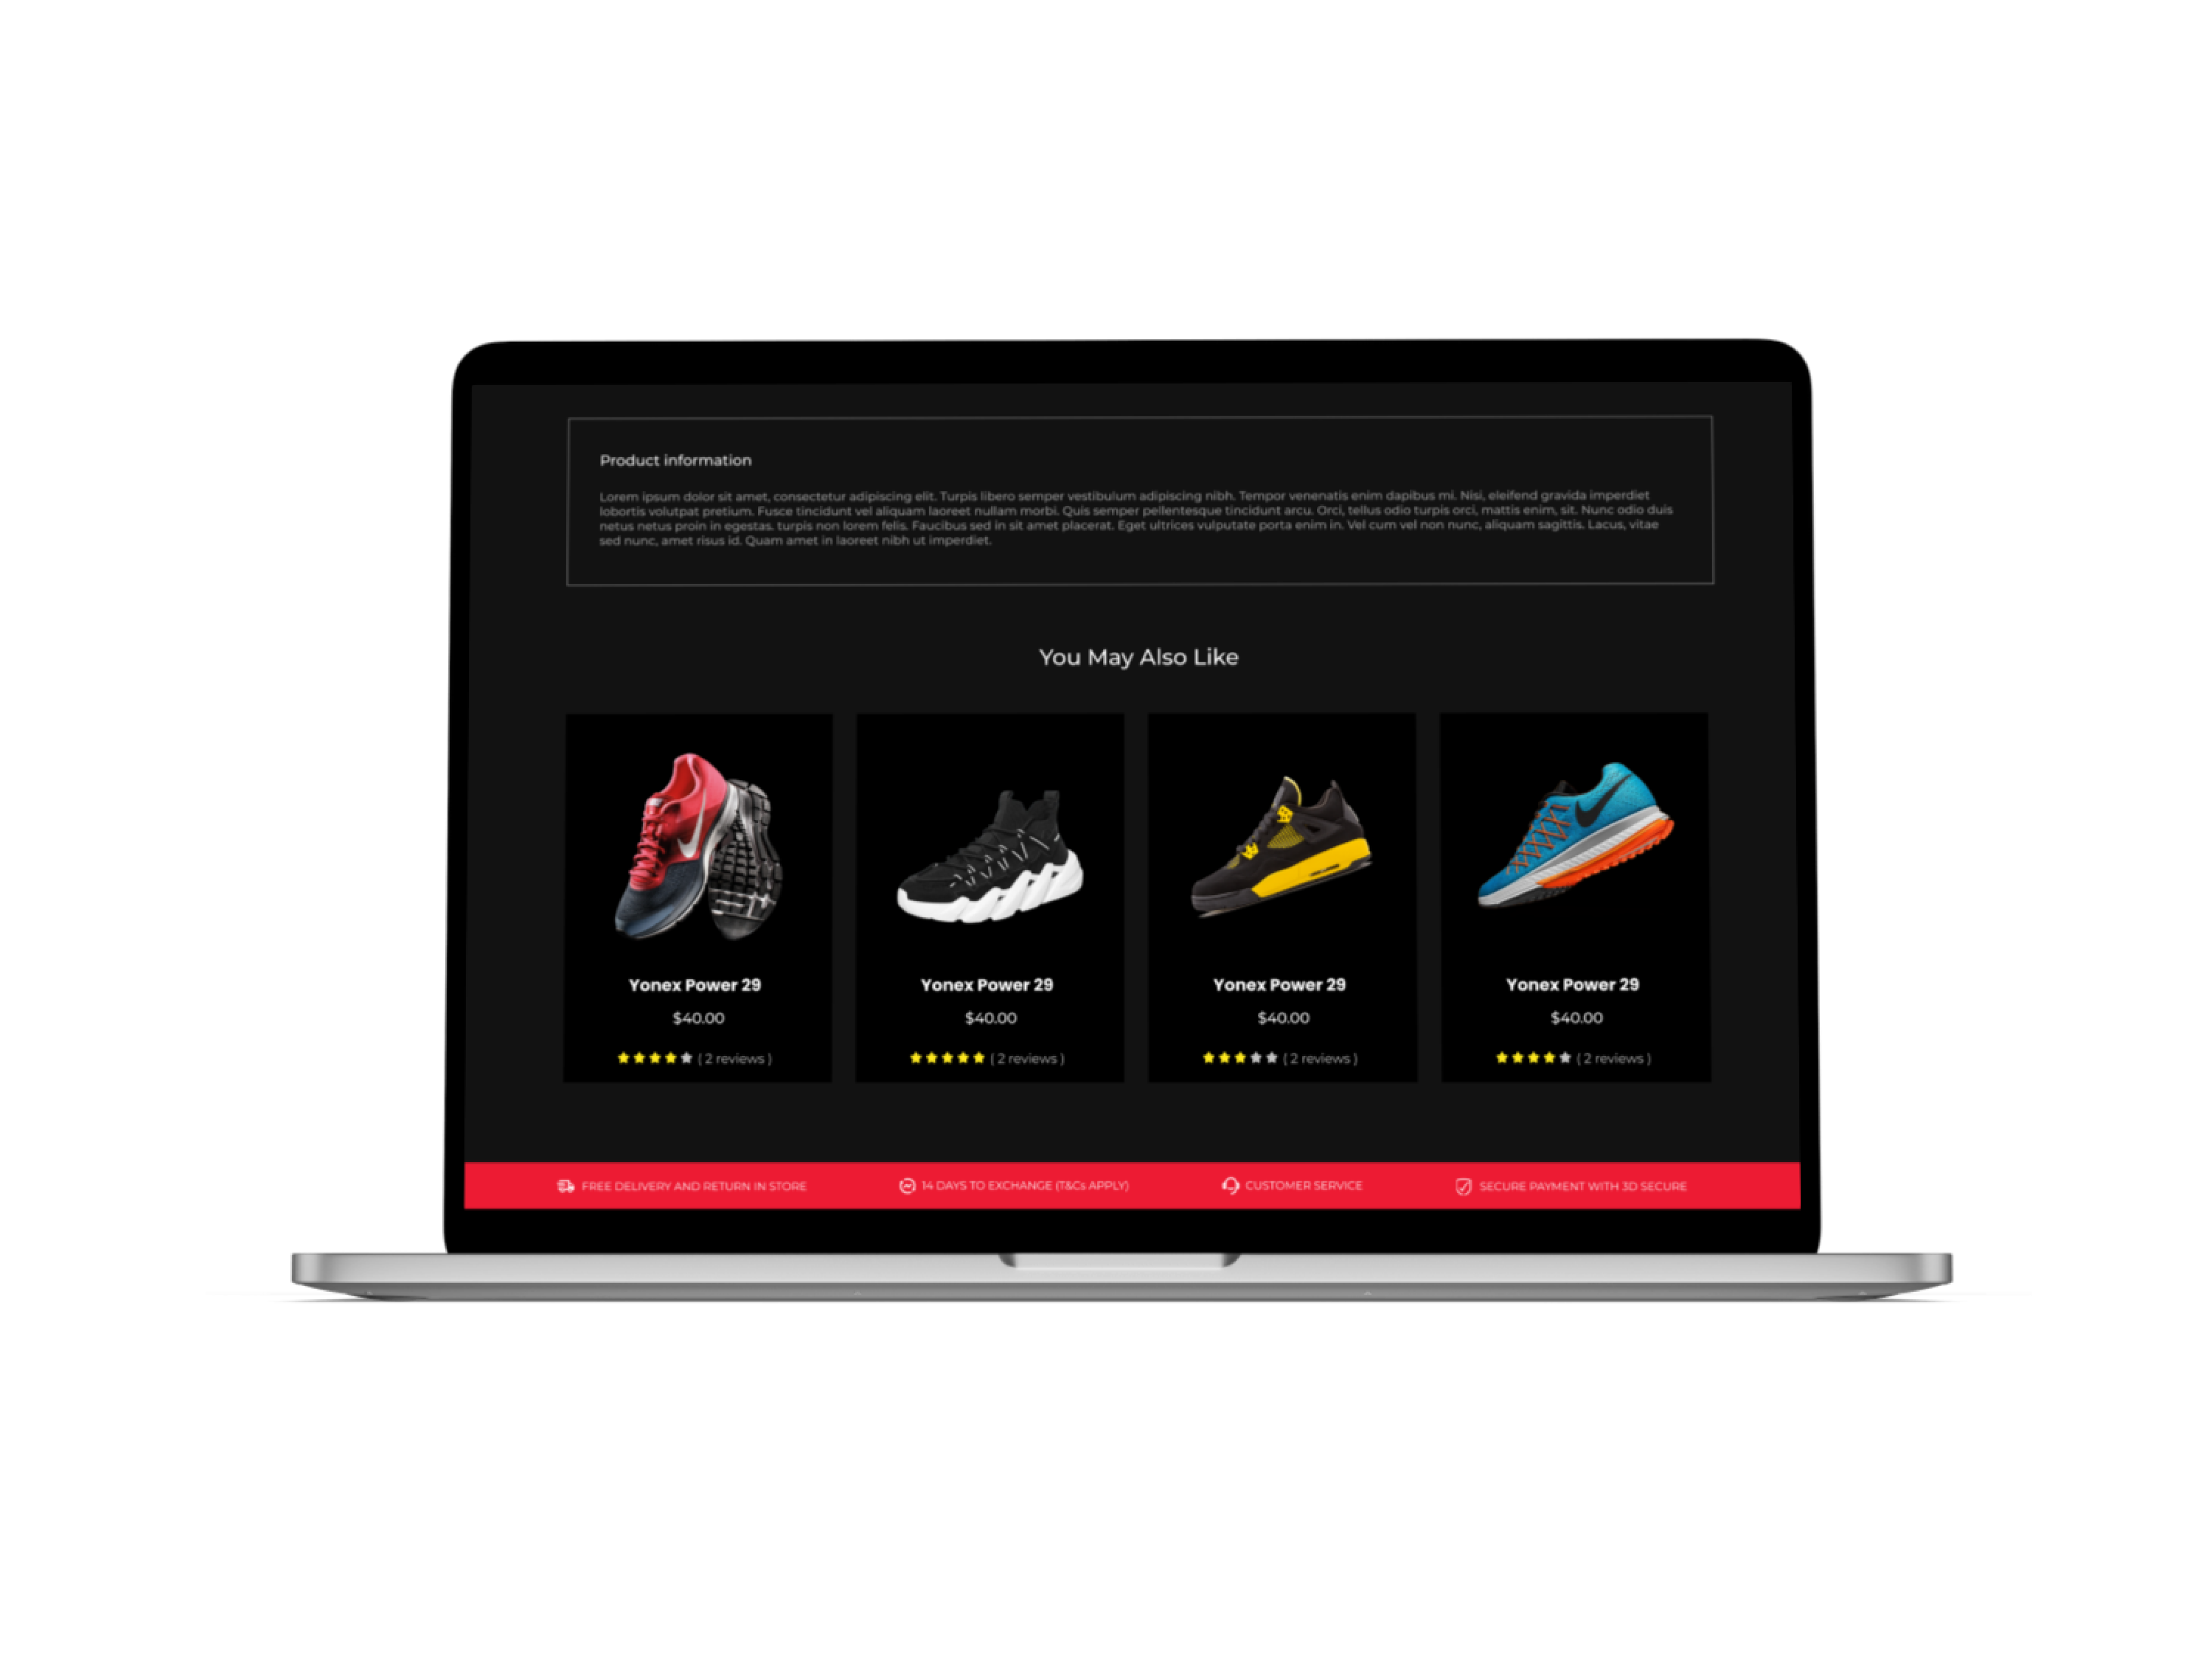 Product information
Lorem ipsum dolor sit amet, consectetur adipiscing elit. Turpis libero semper vestibulum adipiscing nibh. Tempor venenatis enim dapibus mi. Nisi, eleifend gravida imperdiet
lobortis volutpat pretium. Fusce tincidunt vel aliquam laoreet nullam morbi. Quis semper pellentesque tincidunt arcu. Orci, tellus odio turpis orci, mattis enim, sit. Nunc odio duis
netus netus proin in egestas. turpis non lorem felis. Faucibus sed in sit amet placerat. Eget ultrices vulputate porta enim in. Vel cum vel non nunc, aliquam sagittis. Lacus, vitae
sed nunc, amet risus id. Quam amet in laoreet nibh ut imperdiet.
You May Also Like
Yonex Power 29
$40.00
( 2 reviews )
Yonex Power 29
$40.00
( 2 reviews )
Yonex Power 29
$40.00
( 2 reviews )
Yonex Power 29
$40.00
( 2 reviews )
FREE DELIVERY AND RETURN IN STORE
14 DAYS TO EXCHANGE (T&Cs APPLY)
CUSTOMER SERVICE
SECURE PAYMENT WITH 3D SECURE